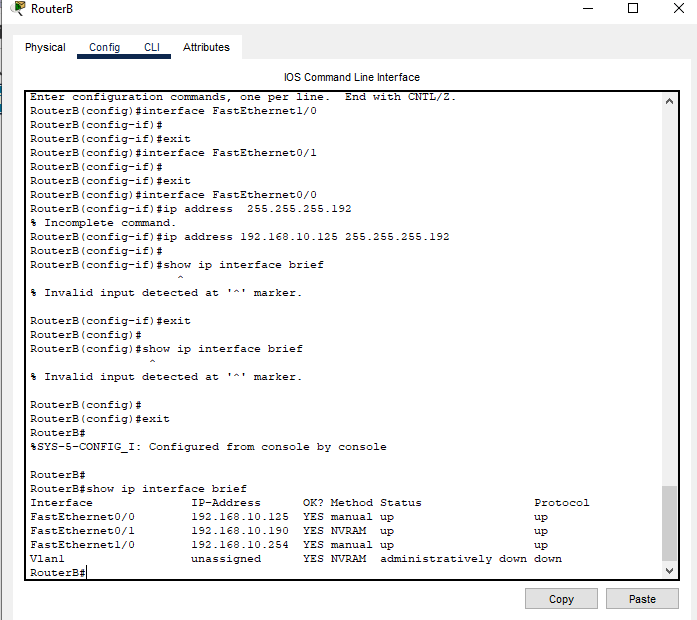 RouterB
Physical Config CLI Attributes
IOS Command Line Interface
Enter configuration commands, one per line.  End with CNTL/Z.
RouterB(config)#interface FastEthernet1/0
RouterB(config-if)#
RouterB(config-if)#exit
RouterB(config)#interface FastEthernet0/1
RouterB(config-if)#
RouterB(config-if)#exit
RouterB(config)#interface FastEthernet0/0
RouterB(config-if)#ip address  255.255.255.192
% Incomplete command.
RouterB(config-if)#ip address 192.168.10.125 255.255.255.192
RouterB(config-if)#
RouterB(config-if)#show ip interface brief
^
% Invalid input detected at '^' marker.
RouterB(config-if)#exit
RouterB(config)#
RouterB(config)#show ip interface brief
^
% Invalid input detected at '^' marker.
RouterB(config)#
RouterB(config)#exit
RouterB#
%SYS-5-CONFIG_I: Configured from console by console
RouterB#
RouterB#show ip interface brief
Interface IP-Address OK? Method Status Protocol
FastEthernet0/0 192.168.10.125 YES manual up up
FastEthernet0/1 192.168.10.190 YES NVRAM up up
FastEthernet1/0 192.168.10.254 YES manual up up
Vlan1 unassigned YES NVRAM administratively down down
RouterB#
Copy Paste